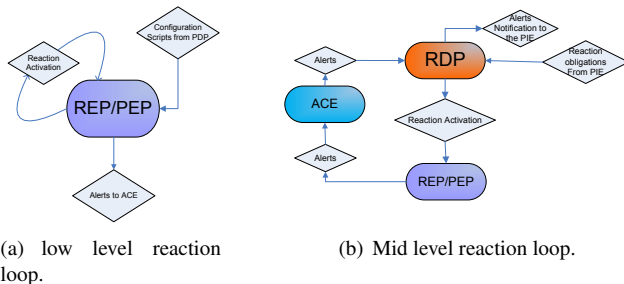 Configuration
Scripts from PDP
Reaction
Activation
REP/PEP
Alerts to ACE
(a) low level reaction
loop.
Alerts
Notification to
the PIE
Alerts
RDP
Reaction
obligations
From PIE
ACE
Reaction Activation
Alerts
REP/PEP
(b) Mid level reaction loop.